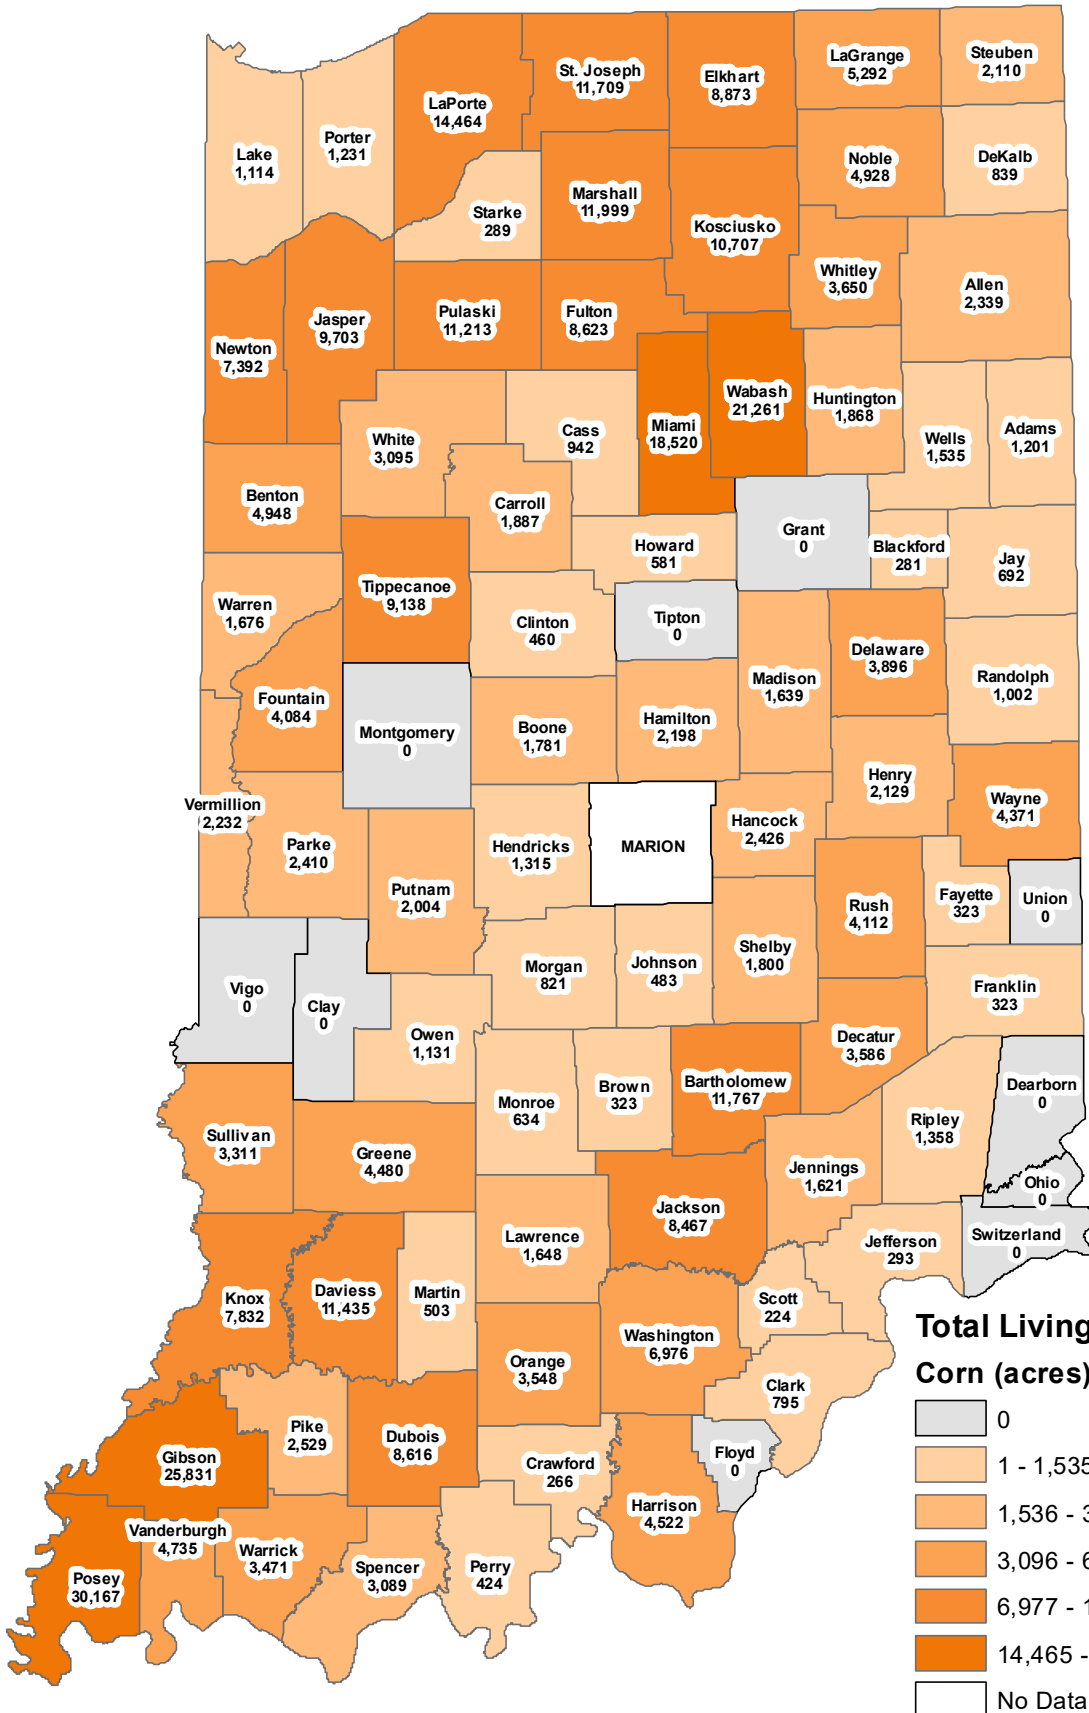 LaGrange
5,292
Steuben
2,110
St. Joseph
11,709
Elkhart
8,873
LaPorte
14,464
Porter
1,231
Lake
1,114
Noble
4,928
DeKalb
839
Marshall
11,999
Starke
289
Kosciusko
10,707
Whitley
3,650
Allen
2,339
Pulaski
11,213
Fulton
8,623
Jasper
9,703
Newton
7,392
Wabash
21,261
Huntington
1,868
Miami
18,520
Cass
942
White
3,095
Wells
1,535
Adams
1,201
Benton
4,948
Carroll
1,887
Grant
0
Howard
581
Blackford
281
Jay
692
Tippecanoe
9,138
Warren
1,676
Clinton
460
Tipton
0
Delaware
3,896
Madison
1,639
Randolph
1,002
Fountain
4,084
Montgomery
0
Boone
1,781
Hamilton
2,198
Henry
2,129
Wayne
4,371
Vermillion
2,232
Parke
2,410
Putnam
2,004
Hendricks
1,315
MARION
Hancock
2,426
Rush
4,112
Fayette
323
Union
0
Shelby
1,800
Morgan
821
Johnson
483
Franklin
323
Vigo
0
Clay
0
Owen
1,131
Decatur
3,586
Bartholomew
11,767
Brown
323
Monroe
634
Dearborn
0
Ripley
1,358
Sullivan
3,311
Greene
4,480
Jennings
1,621
Ohio
0
Jackson
8,467
Lawrence
1,648
Switzerland
0
Jefferson
293
Knox
7,832
Daviess
11,435
Martin
503
Scott
224
Washington
6,976
Orange
3,548
Clark
795
Pike
2,529
Dubois
8,616
Gibson
25,831
Crawford
266
Floyd
0
Harrison
4,522
Vanderburgh
4,735
Warrick
3,471
Spencer
3,089
Perry
424
Posey
30,167
Total Living
Corn (acres)
0
1 - 1,535
1,536 - 3
3,096 - 6
6,977 - 1
14,465 -
No Data